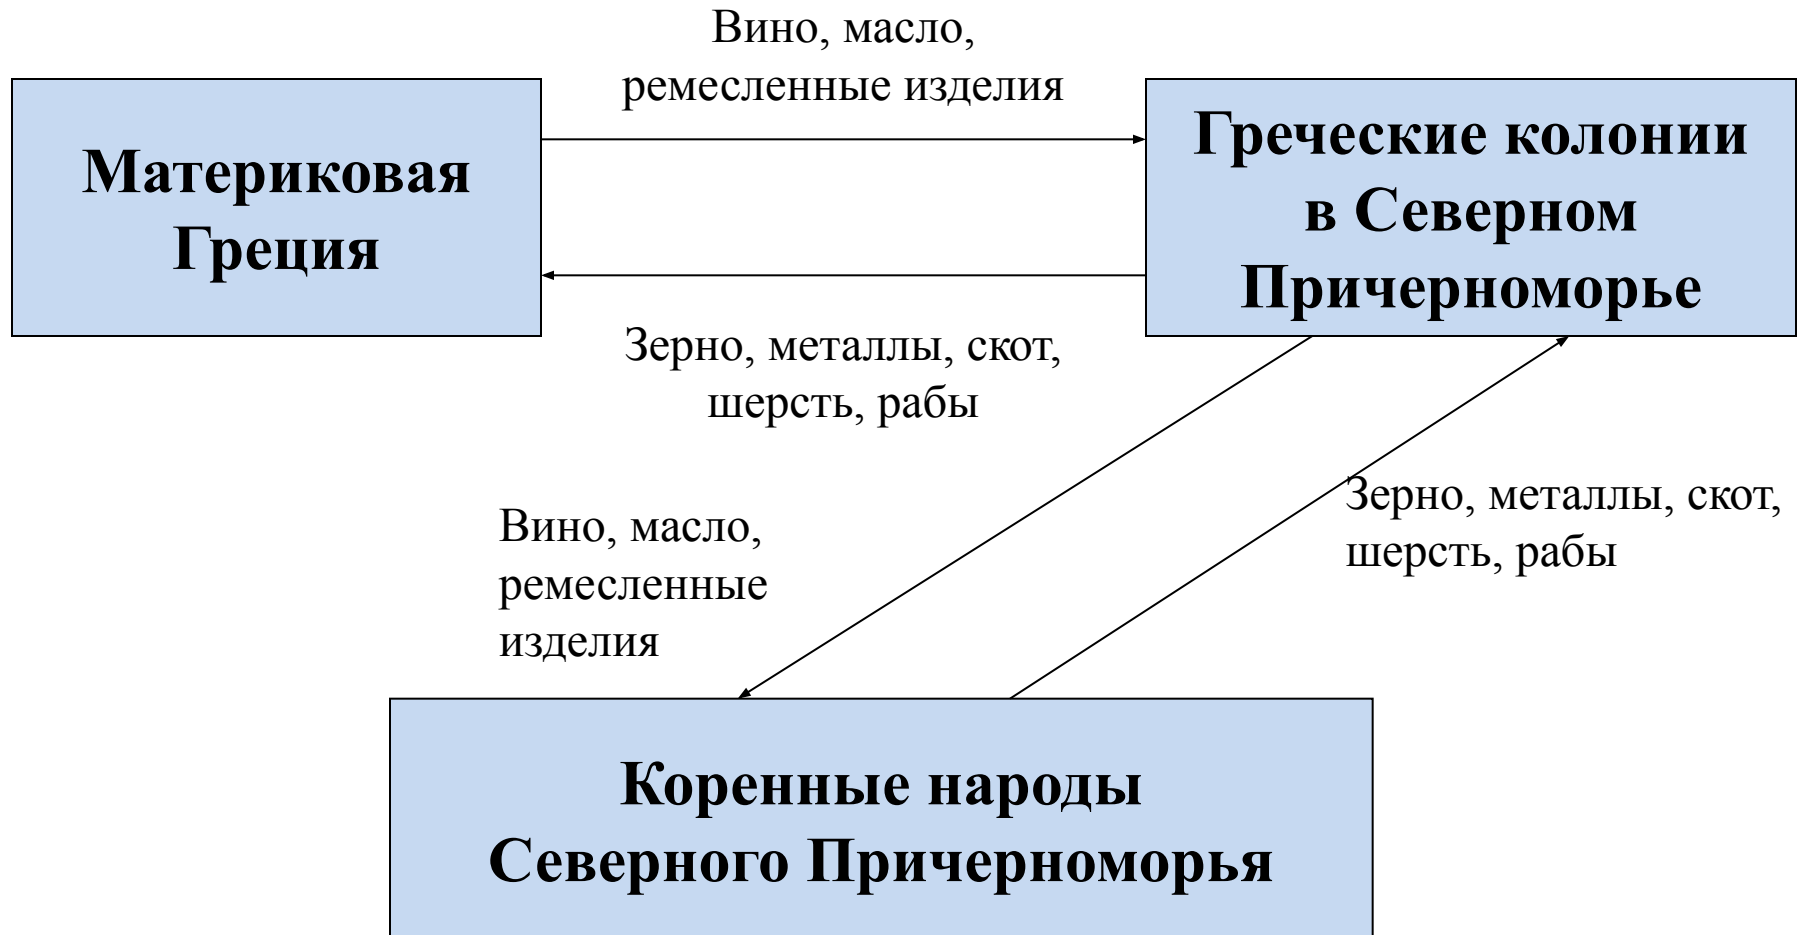 Вино, масло,
ремесленные изделия
Материковая
Греция
Греческие колонии
в Северном
Причерноморье
Зерно, металлы, скот,
шерсть, рабы
Вино, масло,
ремесленные
изделия
Зерно, металлы, скот,
шерсть, рабы
Коренные народы
Северного Причерноморья